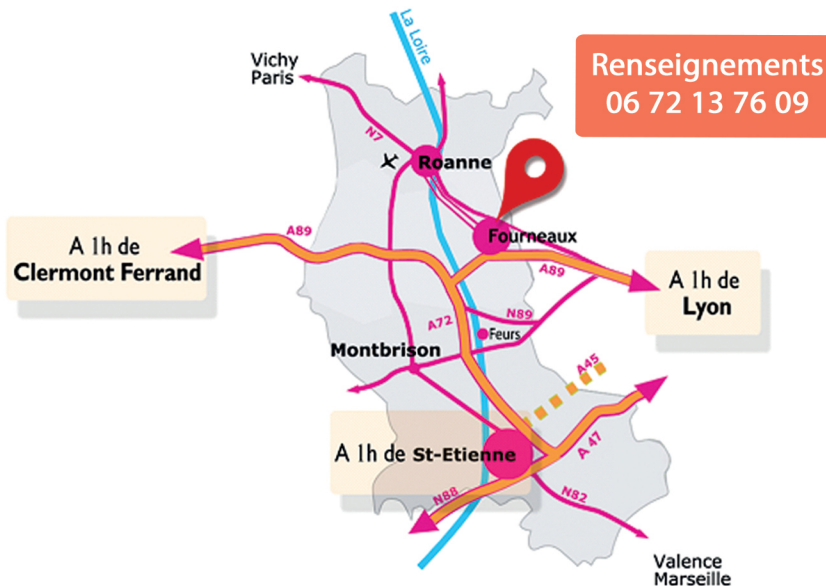 La Loire
Vichy
Paris
Renseignements
06 72 13 76 09
N7
Roanne
Fourneaux
A 1h de
Clermont Ferrand
A89
A89
A 1h de
Lyon
A72
N89
Feurs
Montbrison
A45
A 1h de St-Etienne
A 47
N88
N82
Valence
Marseille